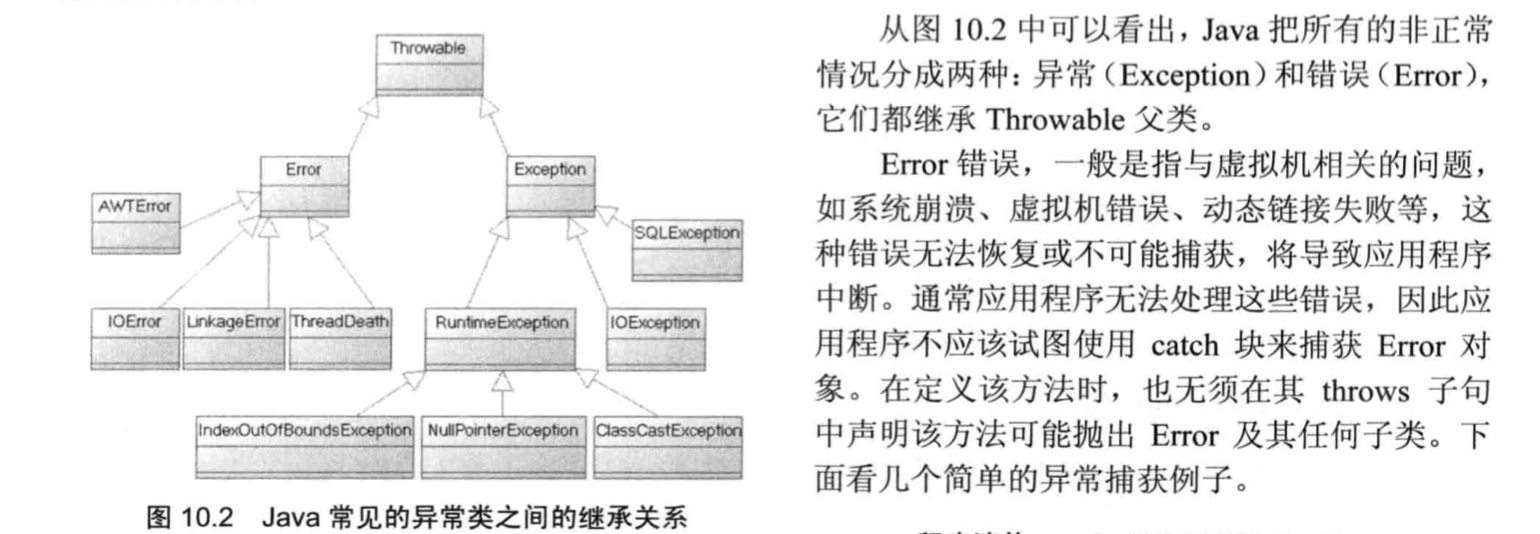 Throwable
Error
Exception
AWTError
SQLException
IOError
LinkageError
ThreadDeath
RuntimeException
IOException
IndexOutOfBoundsException
NullPointerException
ClassCastException
图 10.2 Java 常见的异常类之间的继承关系
从图 10.2 中可以看出，Java 把所有的非正常
情况分成两种：异常（Exception）和错误（Error），
它们都继承 Throwable 父类。
Error 错误，一般是指与虚拟机相关的问题，
如系统崩溃、虚拟机错误、动态链接失败等，这
种错误无法恢复或不可能捕获，将导致应用程序
中断。通常应用程序无法处理这些错误，因此应
用程序不应该试图使用 catch 块来捕获 Error 对
象。在定义该方法时，也无须在其 throws 子句
中声明该方法可能抛出 Error 及其任何子类。下
面看几个简单的异常捕获例子。